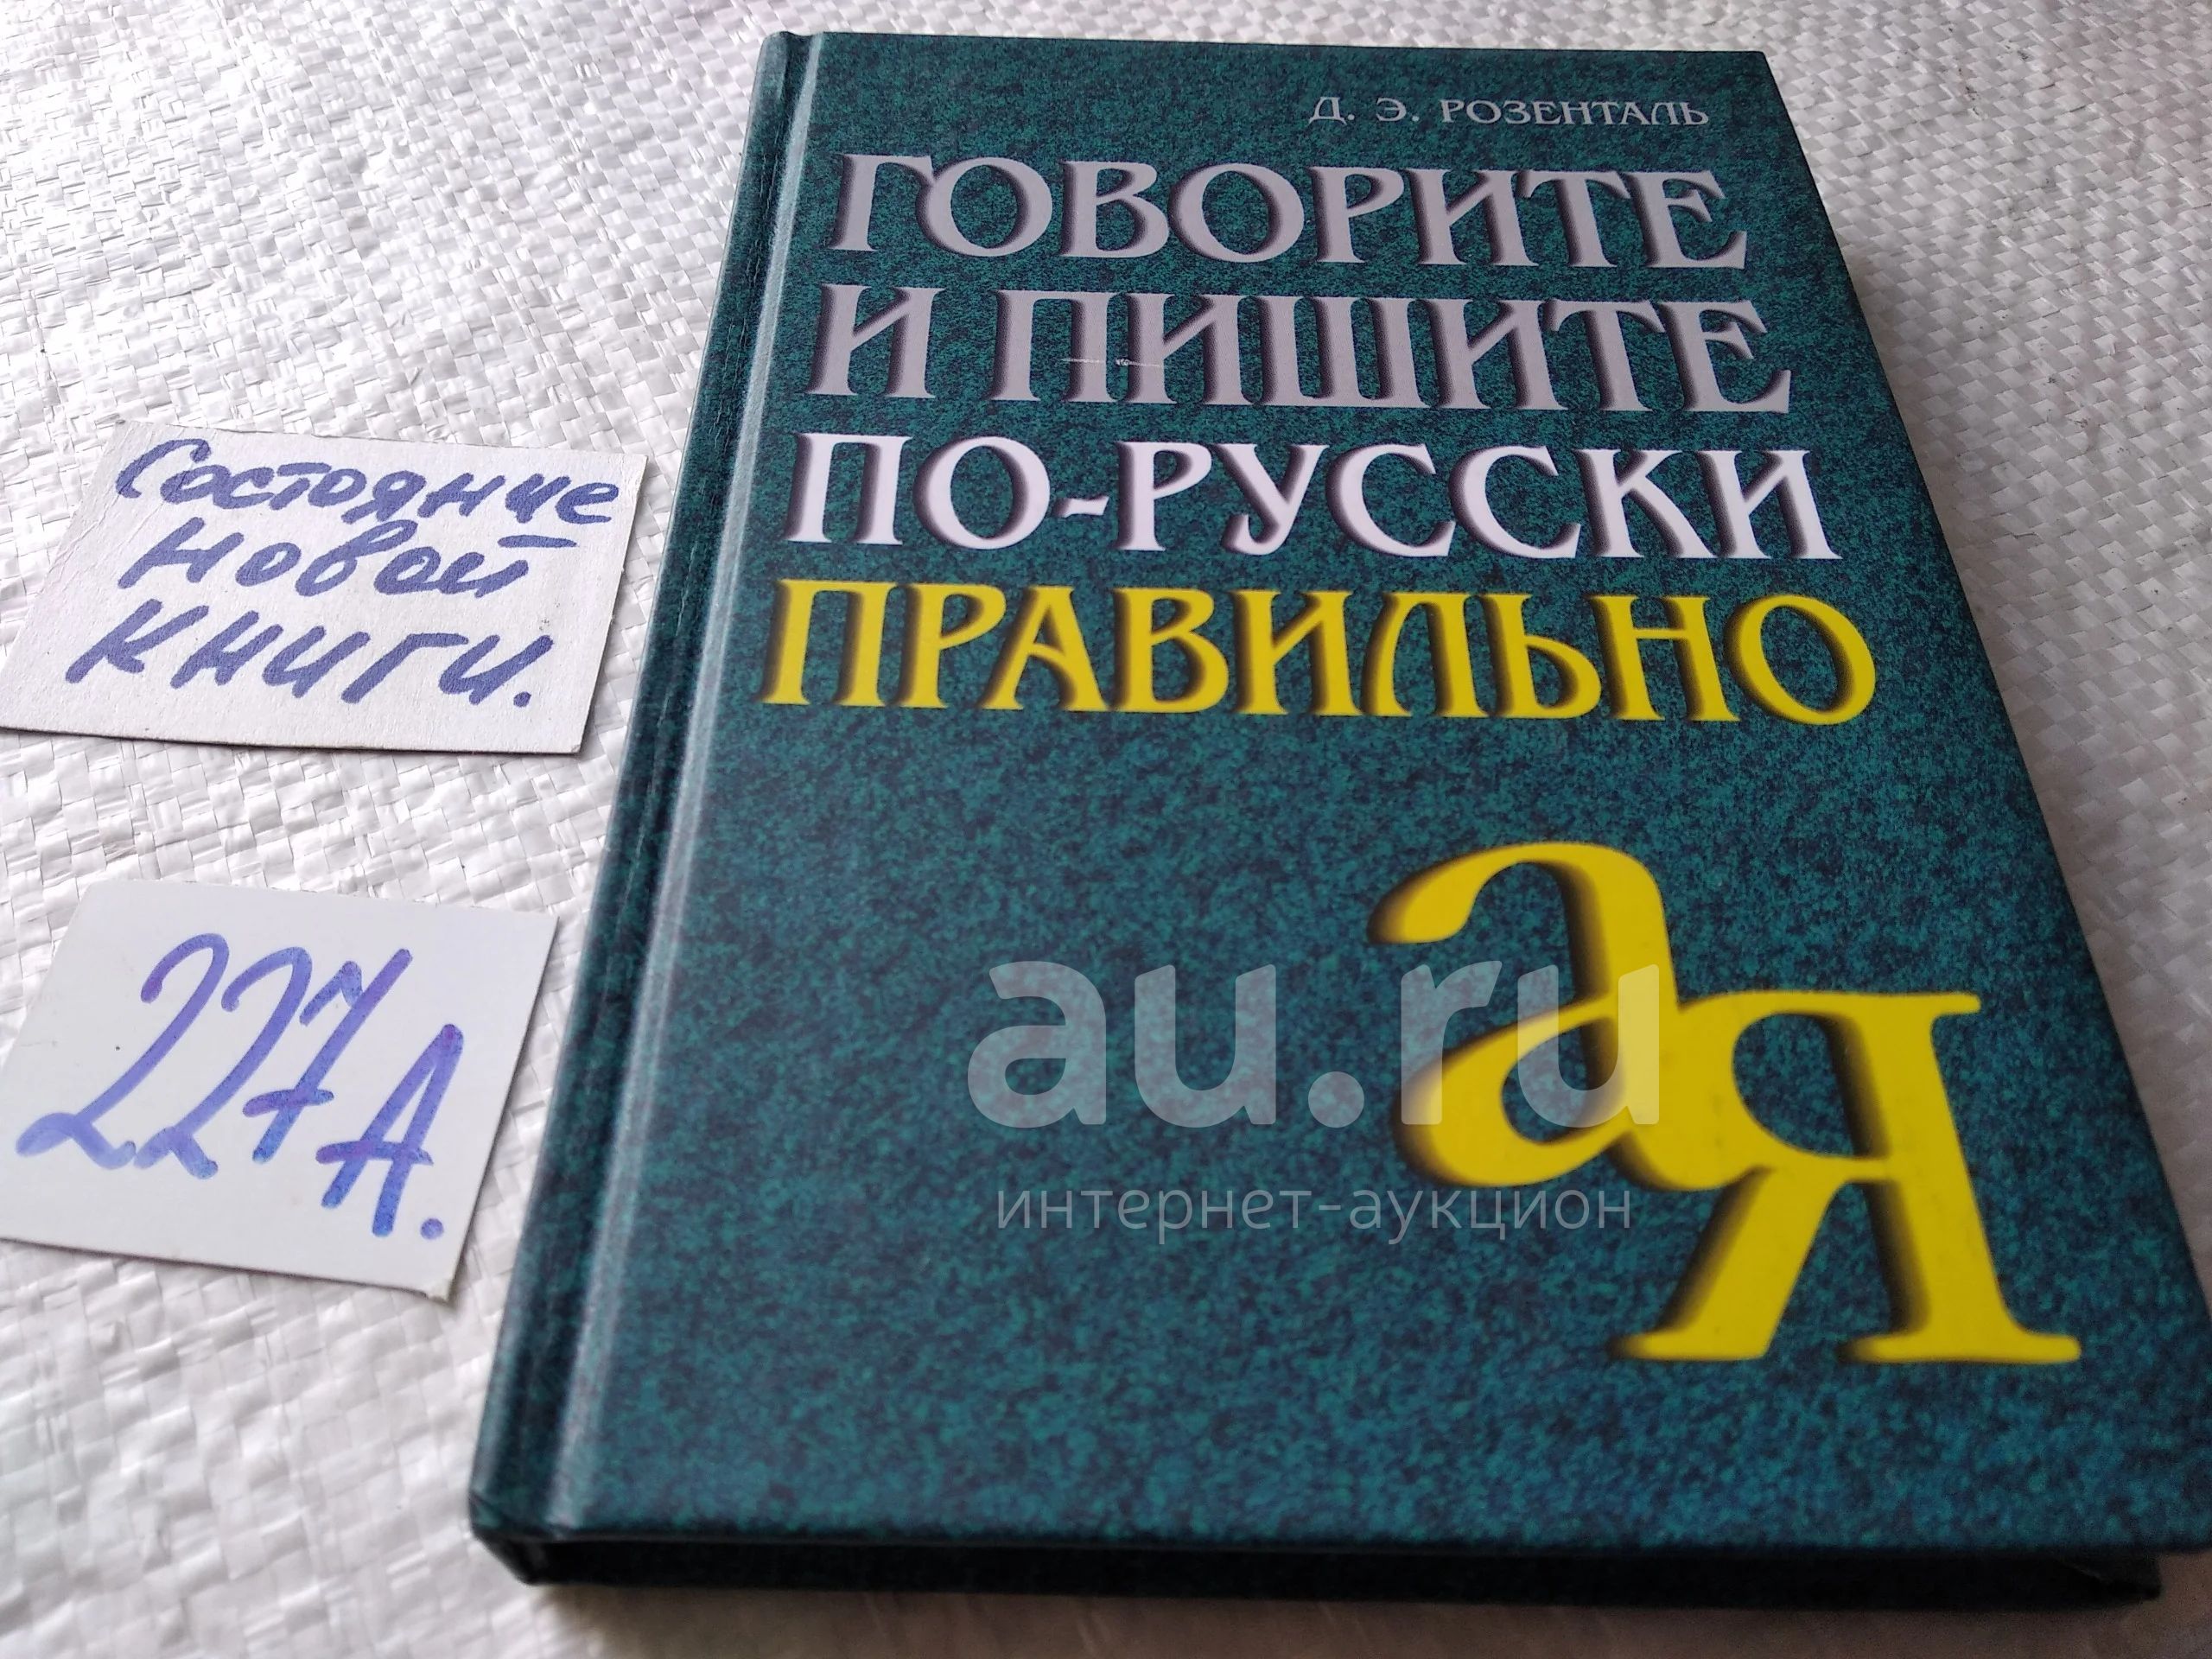 Д. Э. РОЗЕНТАЛЬ
ГОВОРИТЕ
И ПИШИТЕ
ПО-РУССКИ
ПРАВИЛЬНО
а
Я
Состояние
новой
книги.
227А.
au.ru
интернет-аукцион